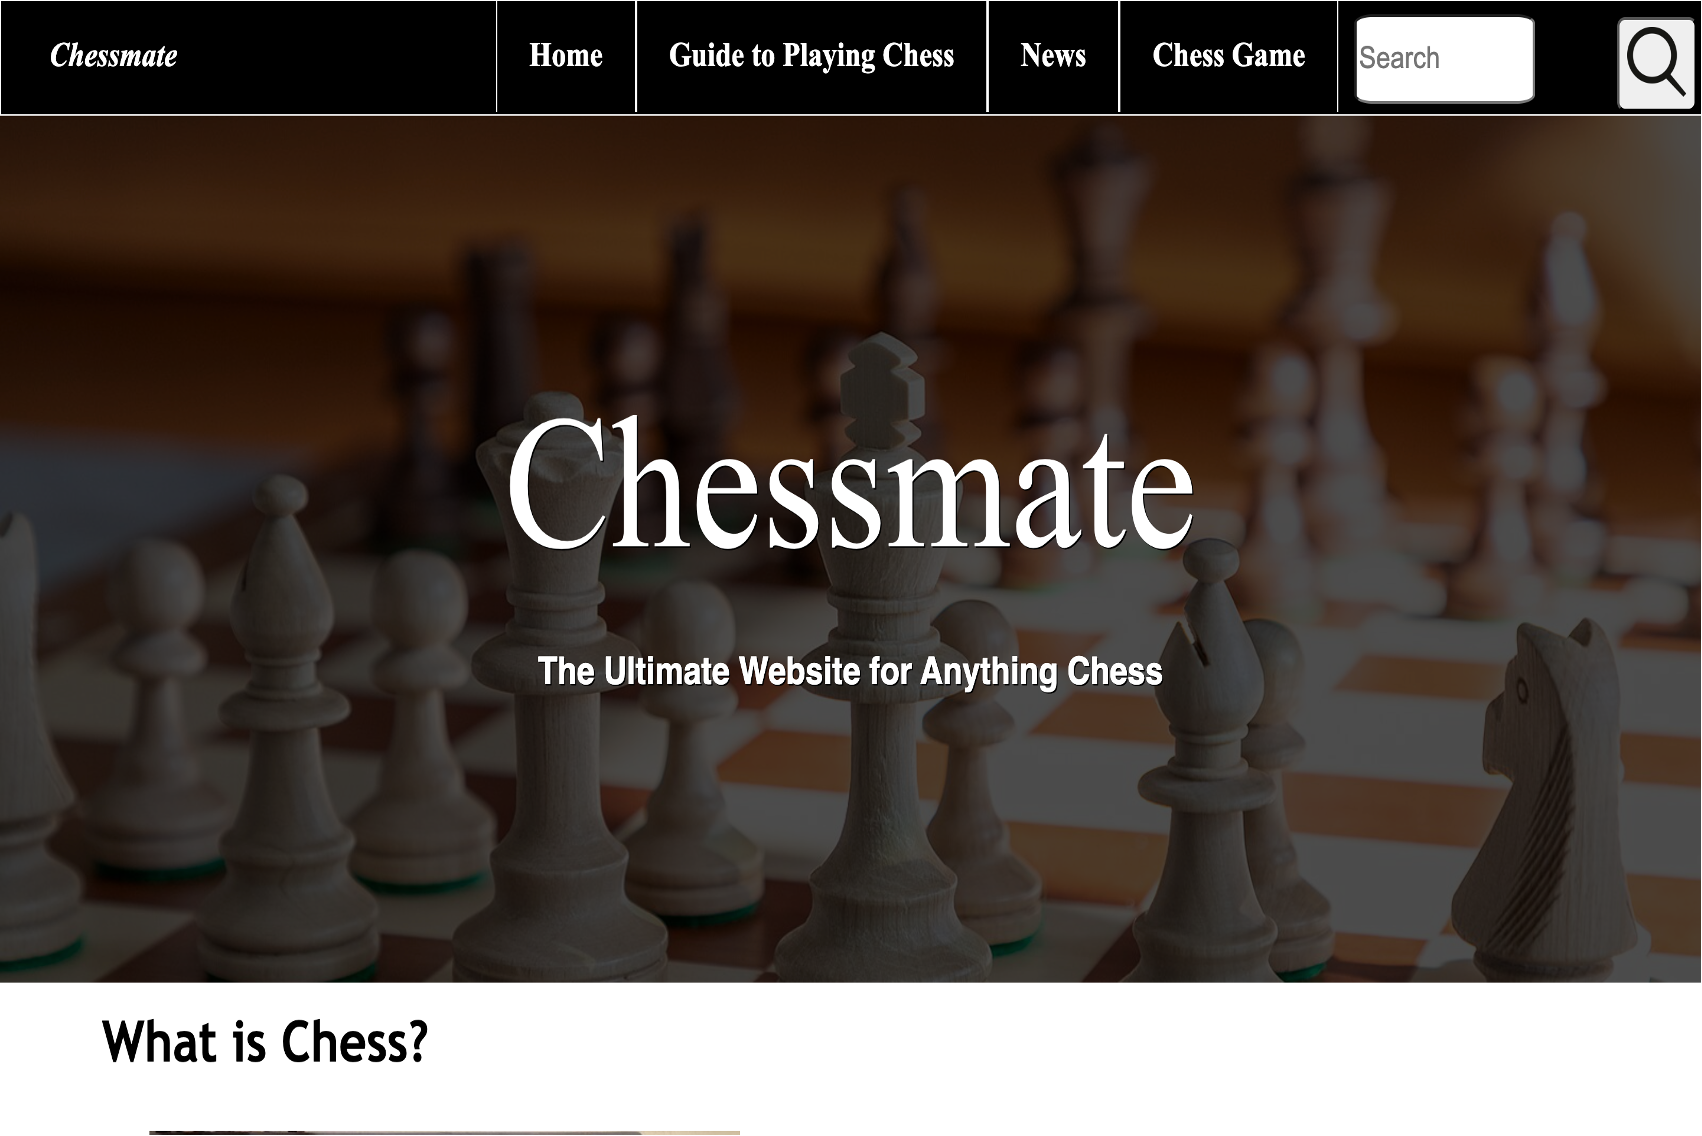 Chessmate
Home
Guide to Playing Chess
News
Chess Game
Search
Chessmate
The Ultimate Website for Anything Chess
What is Chess?